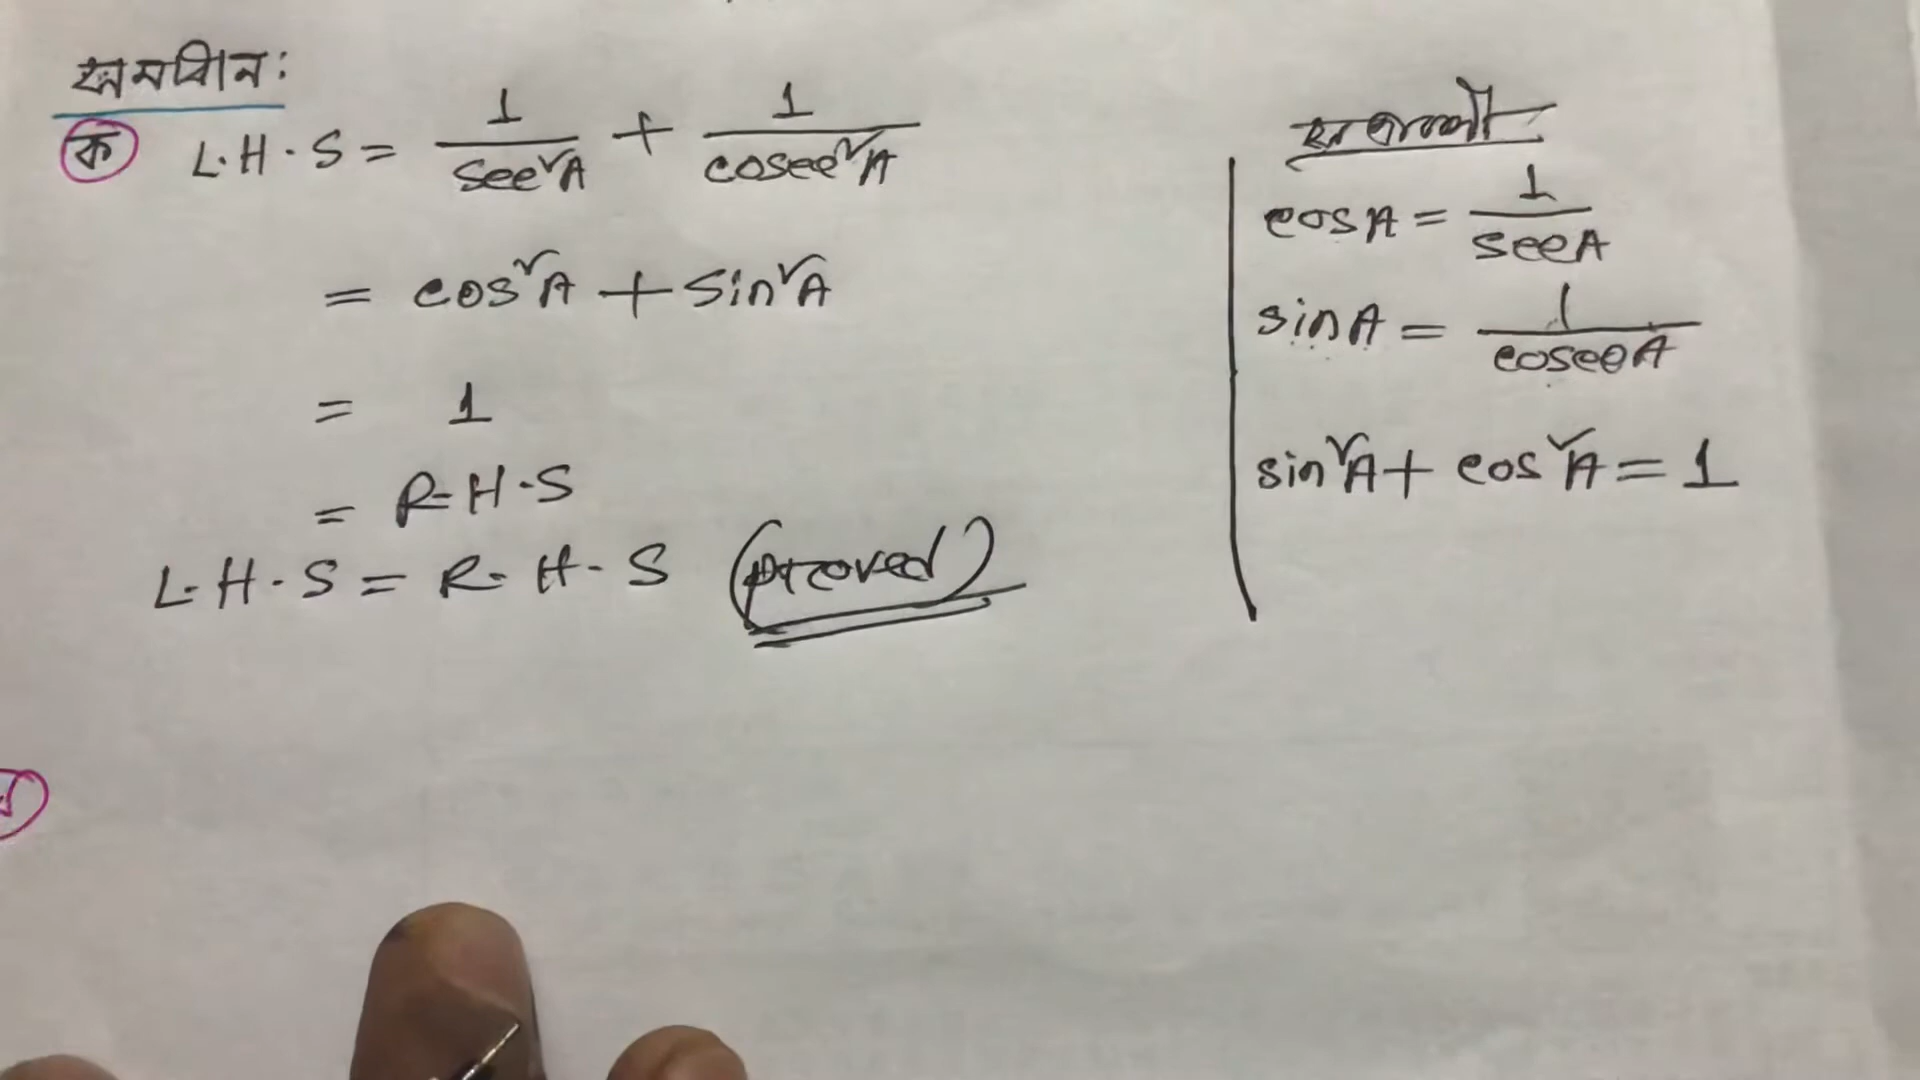 সমাধান:
ক L.H.S = 1/sec²A + 1/cosec²A
= cos²A + sin²A
= 1
= R.H.S
L.H.S = R.H.S (proved)
cosA = 1/secA
sinA = 1/cosecA
sin²A + cos²A = 1